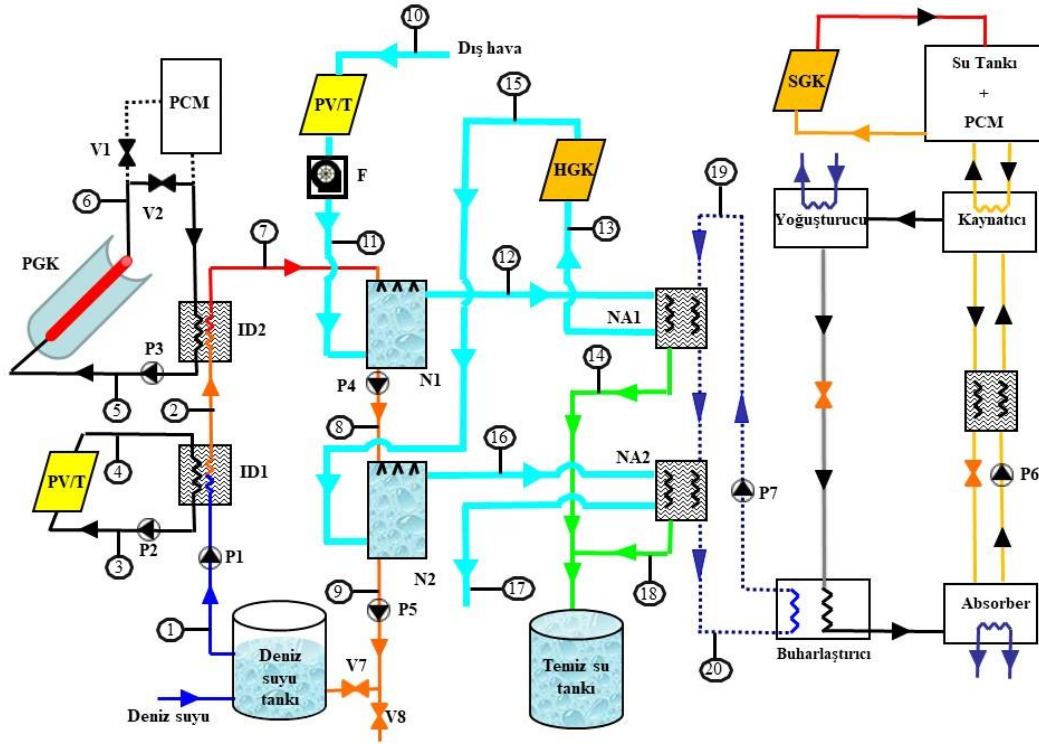 10
Dış hava
PV/T
PCM
V1
V2
6
PGK
F
11
7
15
HGK
13
12
19
SGK
Su Tankı
+
PCM
Yoğuşturucu
Kaynatıcı
ID2
P3
5
2
N1
P4
8
NA1
14
4
PV/T
ID1
P2
3
P1
16
NA2
P7
P6
N2
9
P5
17
18
1
Deniz
suyu
tankı
V7
V8
Deniz suyu
Temiz su
tankı
20
Buharlaştırıcı
Absorber